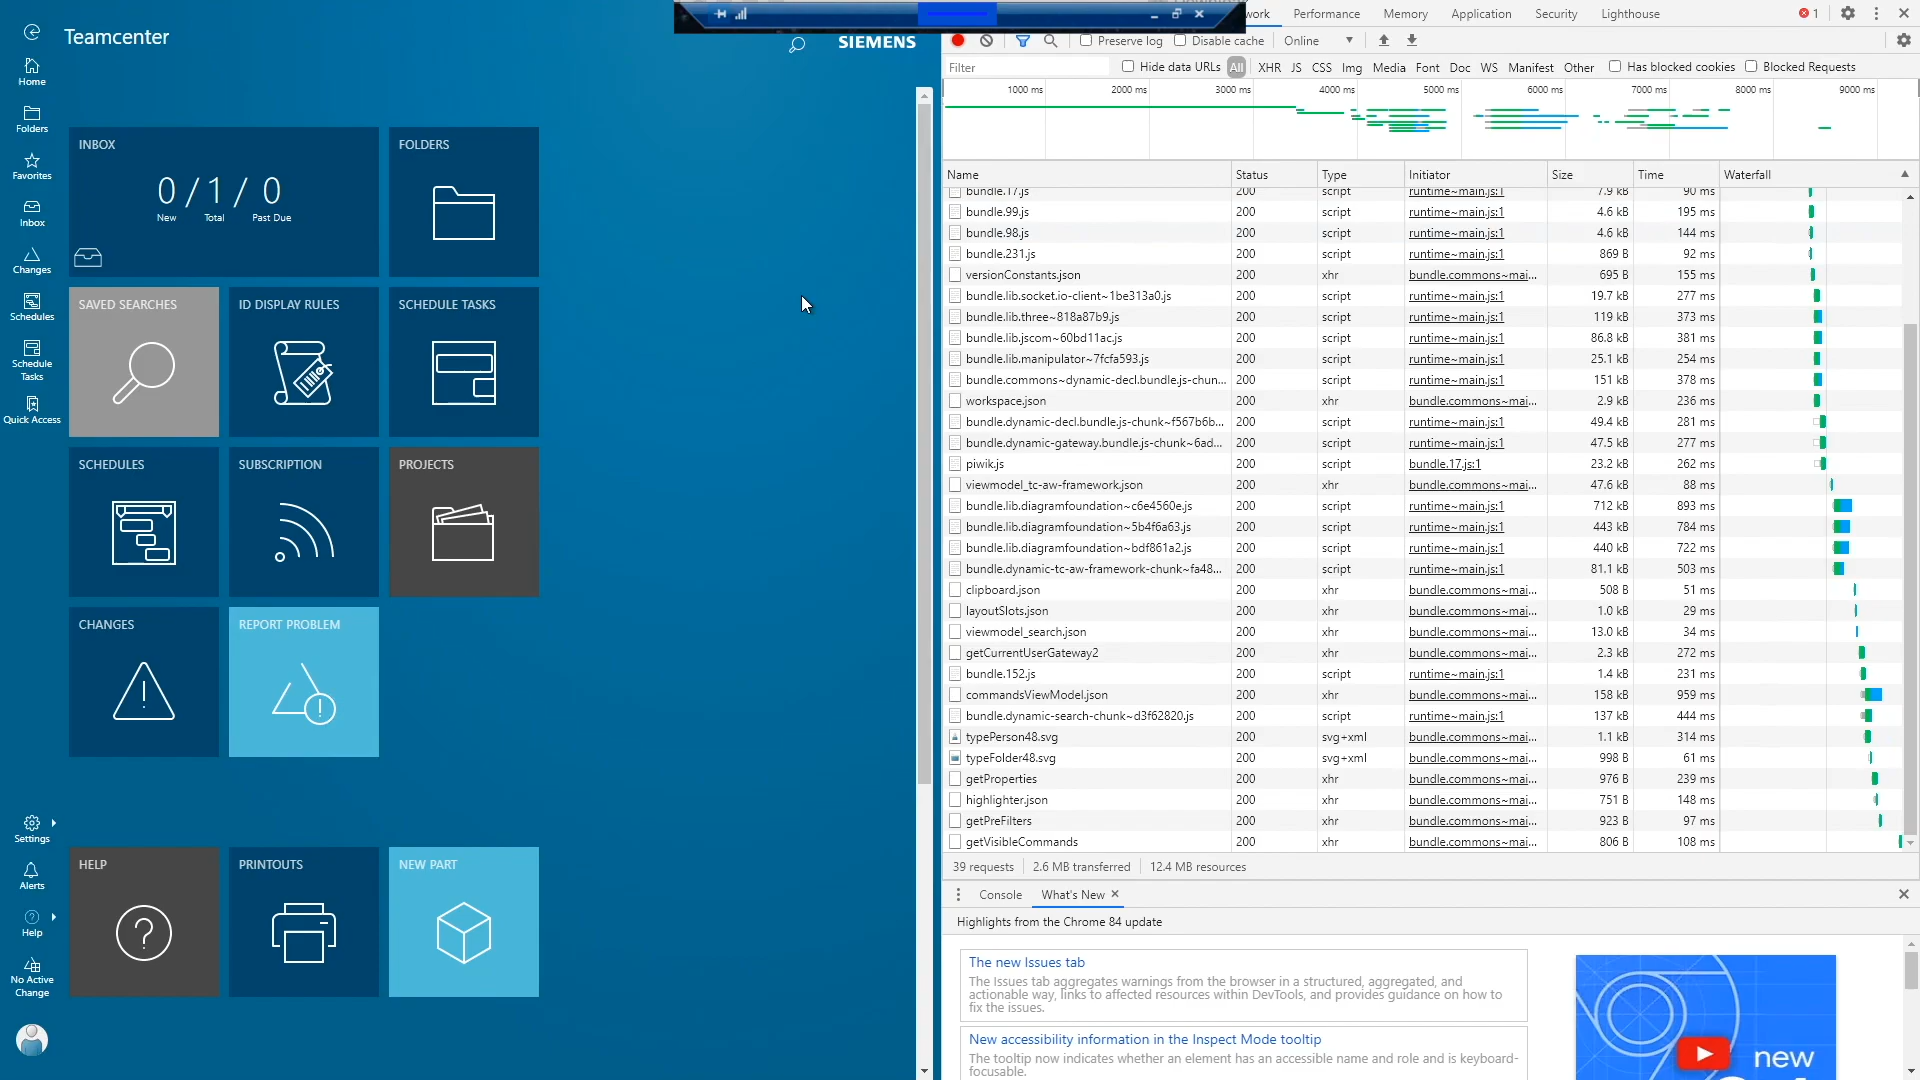 Teamcenter
SIEMENS
Home
Folders
Favorites
Inbox
Changes
Schedules
Schedule
Tasks
Quick Access
Settings
Alerts
Help
No Active
Change
INBOX
0 / 1 / 0
New Total Past Due
FOLDERS
SAVED SEARCHES
ID DISPLAY RULES
SCHEDULE TASKS
SCHEDULES
SUBSCRIPTION
PROJECTS
CHANGES
REPORT PROBLEM
HELP
PRINTOUTS
NEW PART
work Performance Memory Application Security Lighthouse 1
Preserve log Disable cache Online
Filter Hide data URLs All XHR JS CSS Img Media Font Doc WS Manifest Other Has blocked cookies Blocked Requests
1000 ms 2000 ms 3000 ms 4000 ms 5000 ms 6000 ms 7000 ms 8000 ms 9000 ms
Name Status Type Initiator Size Time Waterfall
bundle.17.js 200 script runtime~main.js:1 7.9 kB 90 ms
bundle.99.js 200 script runtime~main.js:1 4.6 kB 195 ms
bundle.98.js 200 script runtime~main.js:1 4.6 kB 144 ms
bundle.231.js 200 script runtime~main.js:1 869 B 92 ms
versionConstants.json 200 xhr bundle.commons~mai... 695 B 155 ms
bundle.lib.socket.io-client~1be313a0.js 200 script runtime~main.js:1 19.7 kB 277 ms
bundle.lib.three~818a87b9.js 200 script runtime~main.js:1 119 kB 373 ms
bundle.lib.jscom~60bd11ac.js 200 script runtime~main.js:1 86.8 kB 381 ms
bundle.lib.manipulator~7fcfa593.js 200 script runtime~main.js:1 25.1 kB 254 ms
bundle.commons~dynamic-decl.bundle.js-chun... 200 script runtime~main.js:1 151 kB 378 ms
workspace.json 200 xhr bundle.commons~mai... 2.9 kB 236 ms
bundle.dynamic-decl.bundle.js-chunk~f567b6b... 200 script runtime~main.js:1 49.4 kB 281 ms
bundle.dynamic-gateway.bundle.js-chunk~6ad... 200 script runtime~main.js:1 47.5 kB 277 ms
piwik.js 200 script bundle.17.js:1 23.2 kB 262 ms
viewmodel_tc-aw-framework.json 200 xhr bundle.commons~mai... 47.6 kB 88 ms
bundle.lib.diagramfoundation~c6e4560e.js 200 script runtime~main.js:1 712 kB 893 ms
bundle.lib.diagramfoundation~5b4f6a63.js 200 script runtime~main.js:1 443 kB 784 ms
bundle.lib.diagramfoundation~bdf861a2.js 200 script runtime~main.js:1 440 kB 722 ms
bundle.dynamic-tc-aw-framework-chunk~fa48... 200 script runtime~main.js:1 81.1 kB 503 ms
clipboard.json 200 xhr bundle.commons~mai... 508 B 51 ms
layoutSlots.json 200 xhr bundle.commons~mai... 1.0 kB 29 ms
viewmodel_search.json 200 xhr bundle.commons~mai... 13.0 kB 34 ms
getCurrentUserGateway2 200 xhr bundle.commons~mai... 2.3 kB 272 ms
bundle.152.js 200 script runtime~main.js:1 1.4 kB 231 ms
commandsViewModel.json 200 xhr bundle.commons~mai... 158 kB 959 ms
bundle.dynamic-search-chunk~d3f62820.js 200 script runtime~main.js:1 137 kB 444 ms
typePerson48.svg 200 svg+xml bundle.commons~mai... 1.1 kB 314 ms
typeFolder48.svg 200 svg+xml bundle.commons~mai... 998 B 61 ms
getProperties 200 xhr bundle.commons~mai... 976 B 239 ms
highlighter.json 200 xhr bundle.commons~mai... 751 B 148 ms
getPreFilters 200 xhr bundle.commons~mai... 923 B 97 ms
getVisibleCommands 200 xhr bundle.commons~mai... 806 B 108 ms
39 requests 2.6 MB transferred 12.4 MB resources
Console What's New
Highlights from the Chrome 84 update
The new Issues tab
The Issues tab aggregates warnings from the browser in a structured, aggregated, and
actionable way, links to affected resources within DevTools, and provides guidance on how to
fix the issues.
New accessibility information in the Inspect Mode tooltip
The tooltip now indicates whether an element has an accessible name and role and is keyboard-
focusable.
new